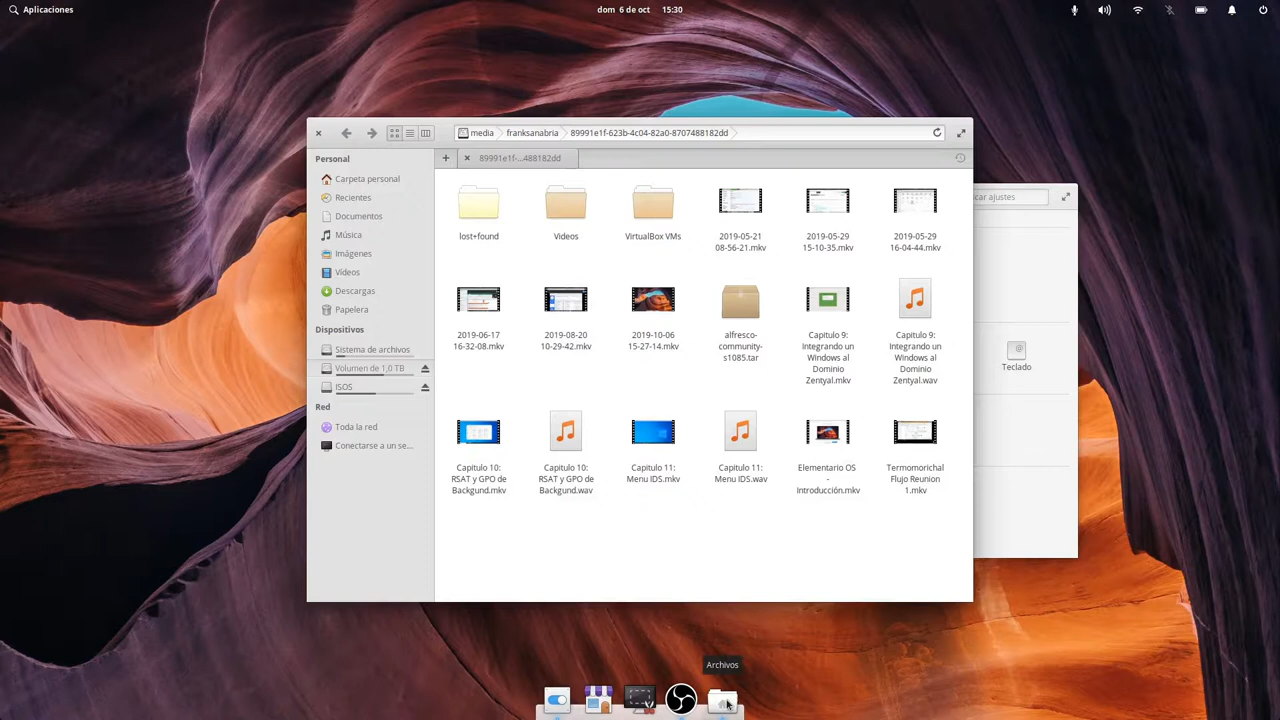 Aplicaciones
dom 6 de oct 15:30
media franksanabria 89991e1f-623b-4c04-82a0-8707488182dd
89991e1f-...488182dd
Personal
Carpeta personal
Recientes
Documentos
Música
Imágenes
Vídeos
Descargas
Papelera
Dispositivos
Sistema de archivos
Volumen de 1,0 TB
ISOS
Red
Toda la red
Conectarse a un se...
lost+found
Videos
VirtualBox VMs
2019-05-21
08-56-21.mkv
2019-05-29
15-10-35.mkv
2019-05-29
16-04-44.mkv
2019-06-17
16-32-08.mkv
2019-08-20
10-29-42.mkv
2019-10-06
15-27-14.mkv
alfresco-
community-
s1085.tar
Capitulo 9:
Integrando un
Windows al
Dominio
Zentyal.mkv
Capitulo 9:
Integrando un
Windows al
Dominio
Zentyal.wav
Capitulo 10:
RSAT y GPO de
Backgund.mkv
Capitulo 10:
RSAT y GPO de
Backgund.wav
Capitulo 11:
Menu IDS.mkv
Capitulo 11:
Menu IDS.wav
Elementario OS
-
Introducción.mkv
Termomorichal
Flujo Reunion
1.mkv
car ajustes
Teclado
Archivos